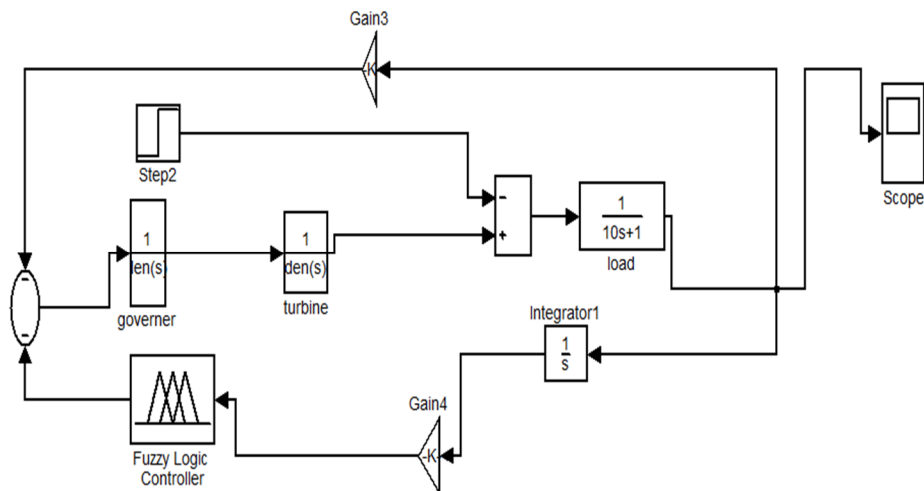 Gain3
-K-
Step2
Scope
−
+
1
10s+1
load
1
len(s)
governer
1
den(s)
turbine
−
−
Integrator1
1
s
Gain4
-K-
Fuzzy Logic
Controller